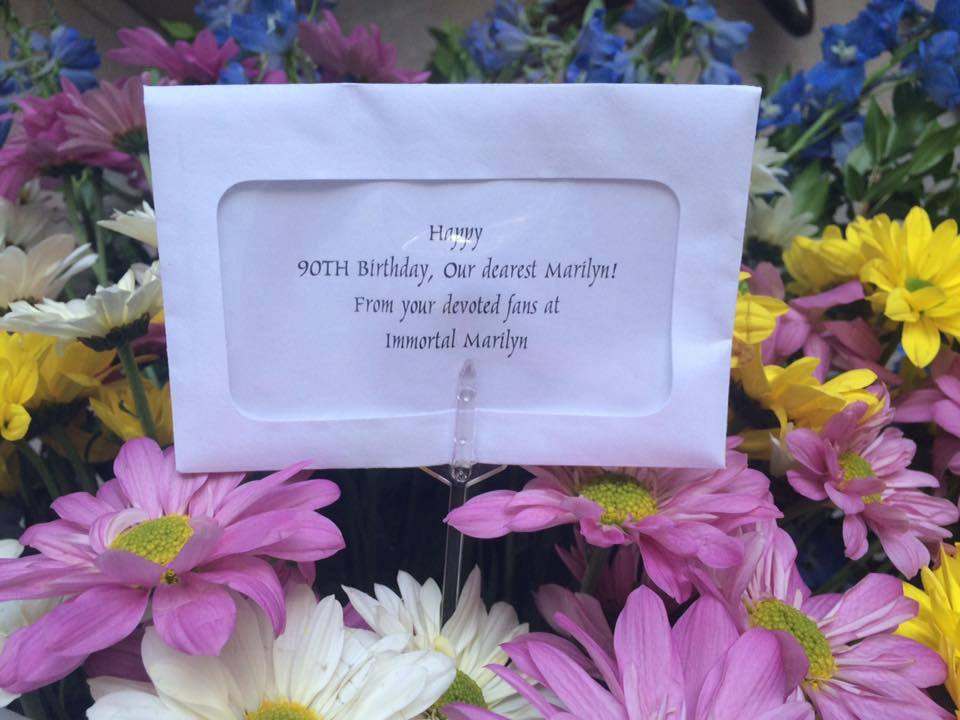 Happy
90TH Birthday, Our dearest Marilyn!
From your devoted fans at
Immortal Marilyn